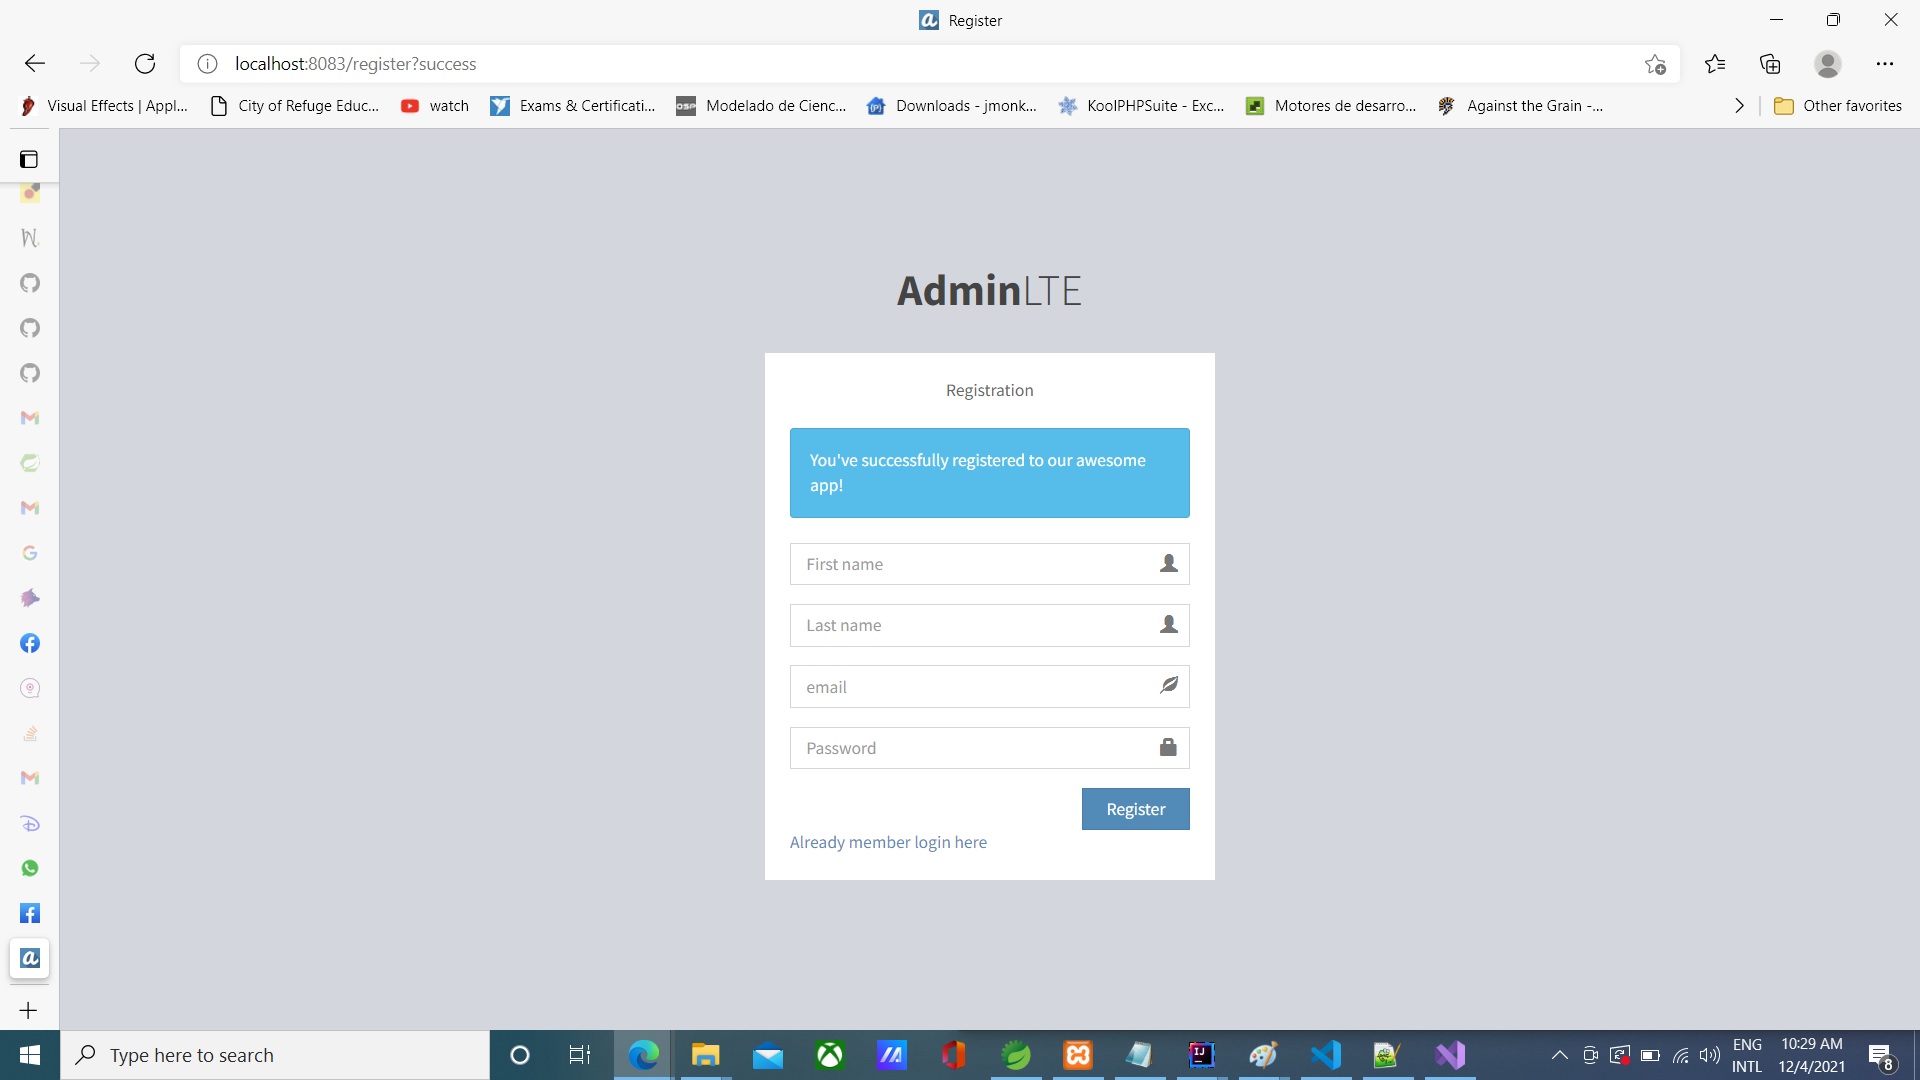 Register
localhost:8083/register?success
Visual Effects | Appl...
City of Refuge Educ...
watch
Exams & Certificati...
Modelado de Cienc...
Downloads - jmonk...
KoolPHPSuite - Exc...
Motores de desarro...
Against the Grain -...
Other favorites
AdminLTE
Registration
You've successfully registered to our awesome
app!
First name
Last name
email
Password
Register
Already member login here
Type here to search
ENG
INTL
10:29 AM
12/4/2021
8